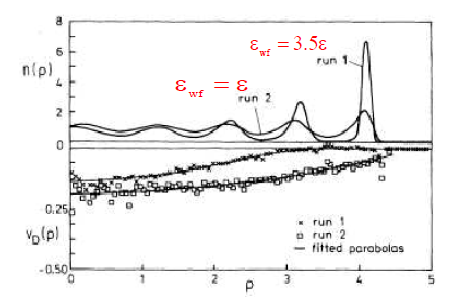 8
6
n(ρ) 4
2
0
ε_wf = 3.5ε
run 1
ε_wf = ε
run 2
0.25
v_D(ρ)
-0.50
× run 1
□ run 2
— fitted parabolas
0 1 2 3 4 5
ρ